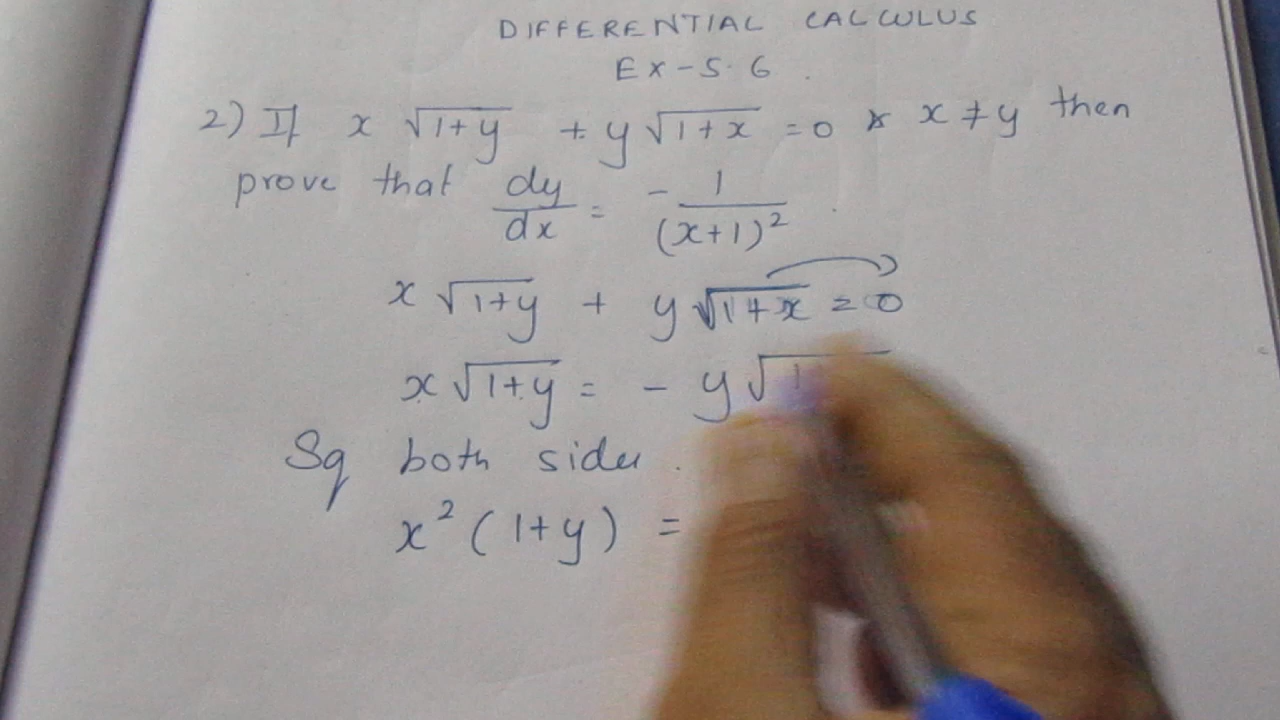 DIFFERENTIAL CALCULUS
EX-5.6
2) If x √(1+y) + y √(1+x) = 0 & x ≠ y then
prove that dy/dx = - 1/(x+1)²
x √(1+y) + y √(1+x) = 0
x √(1+y) = - y √1
Sq both sides
x² (1+y) =